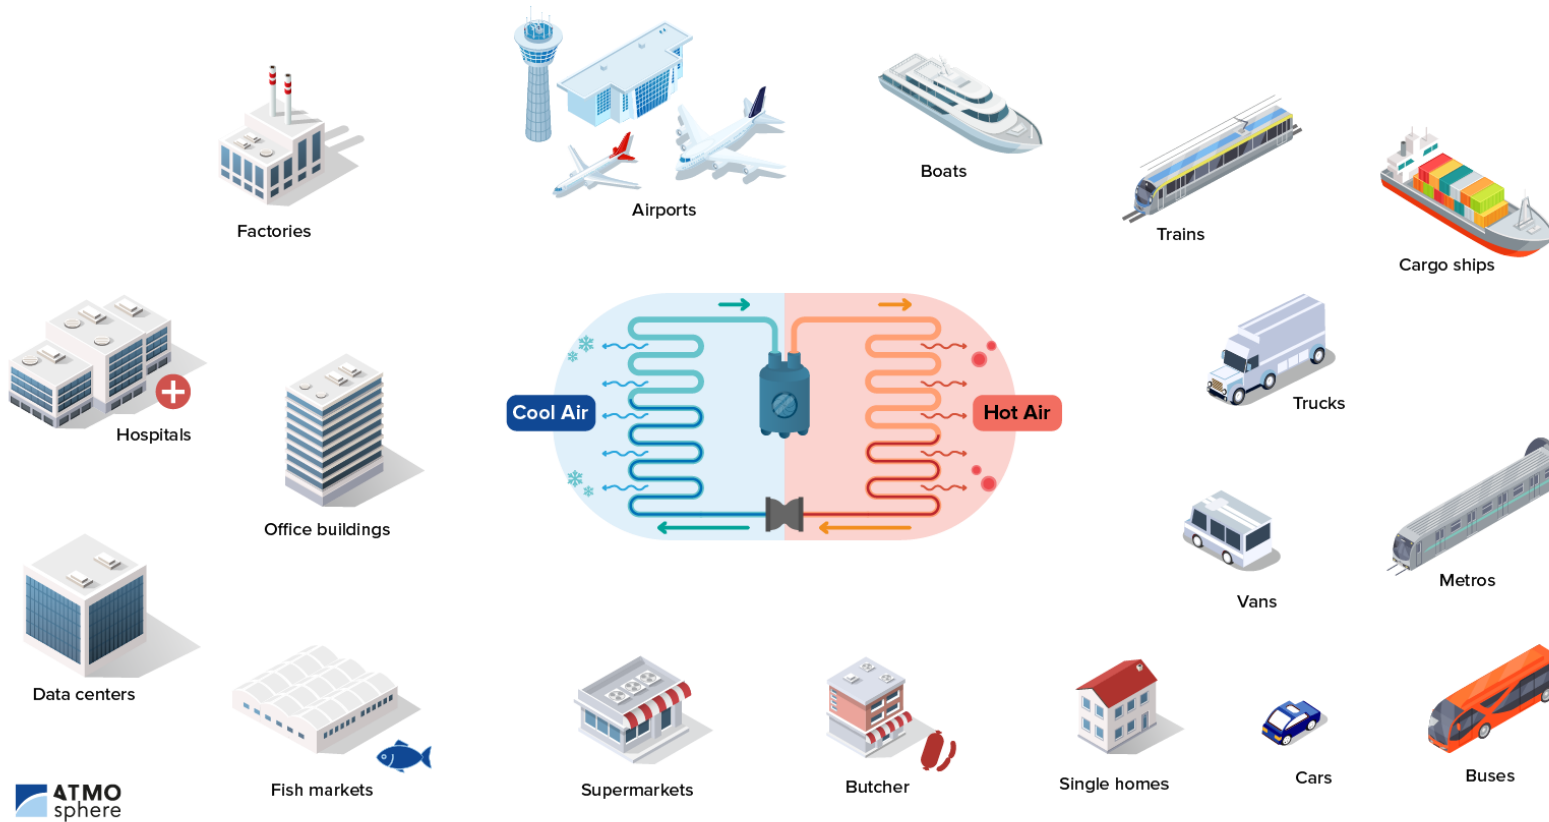 Boats
Airports
Factories
Trains
Cargo ships
Cool Air
Hot Air
Trucks
Hospitals
Office buildings
Metros
Vans
Data centers
Fish markets
Supermarkets
Butcher
Single homes
Cars
Buses
ATMO
sphere